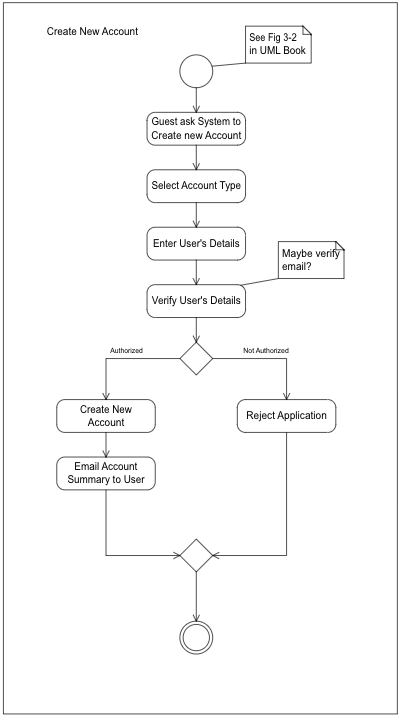 Create New Account
See Fig 3-2
in UML Book
Guest ask System to
Create new Account
Select Account Type
Enter User's Details
Maybe verify
email?
Verify User's Details
Authorized
Not Authorized
Create New
Account
Reject Application
Email Account
Summary to User